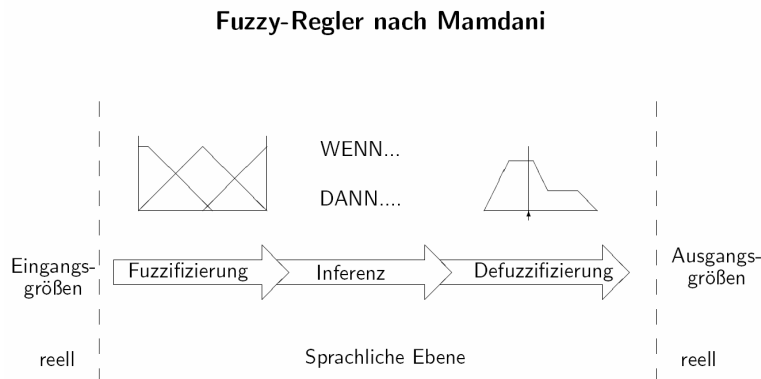 Fuzzy-Regler nach Mamdani
WENN...
DANN....
Eingangs-
größen
Fuzzifizierung
Inferenz
Defuzzifizierung
Ausgangs-
größen
reell
Sprachliche Ebene
reell